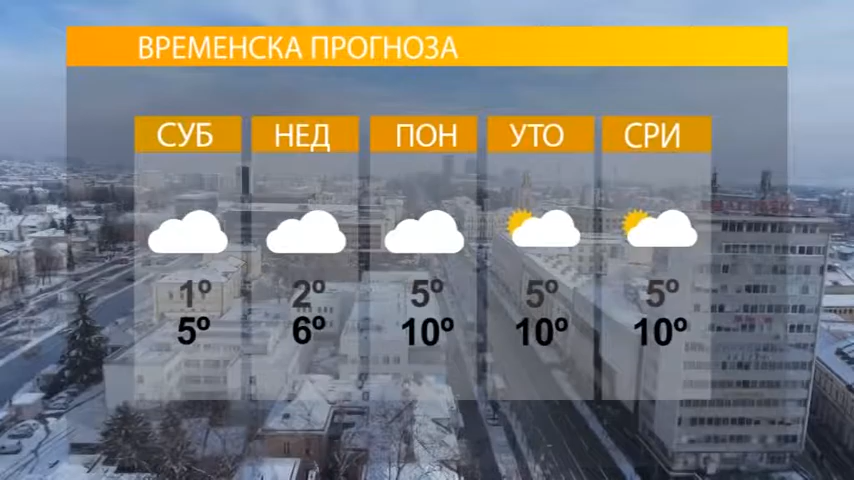 ВРЕМЕНСКА ПРОГНОЗА
СУБ НЕД ПОН УТО СРИ
1º 2º 5º 5º 5º
5º 6º 10º 10º 10º